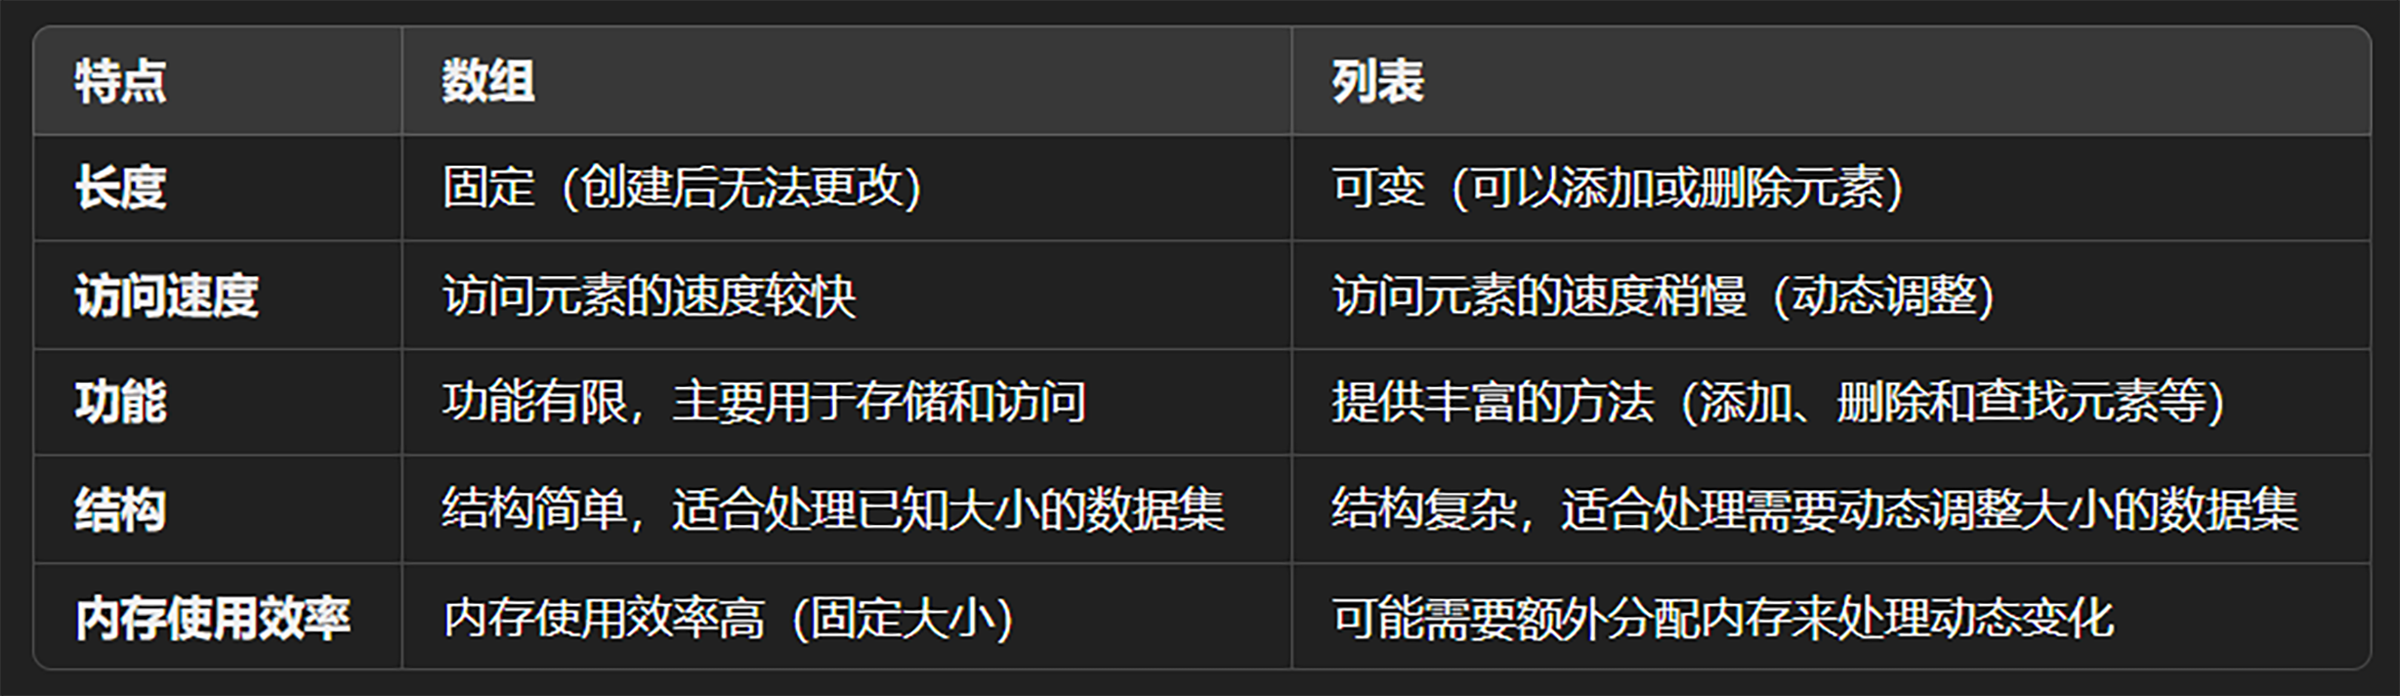 特点 数组 列表
长度 固定（创建后无法更改） 可变（可以添加或删除元素）
访问速度 访问元素的速度较快 访问元素的速度稍慢（动态调整）
功能 功能有限，主要用于存储和访问 提供丰富的方法（添加、删除和查找元素等）
结构 结构简单，适合处理已知大小的数据集 结构复杂，适合处理需要动态调整大小的数据集
内存使用效率 内存使用效率高（固定大小） 可能需要额外分配内存来处理动态变化